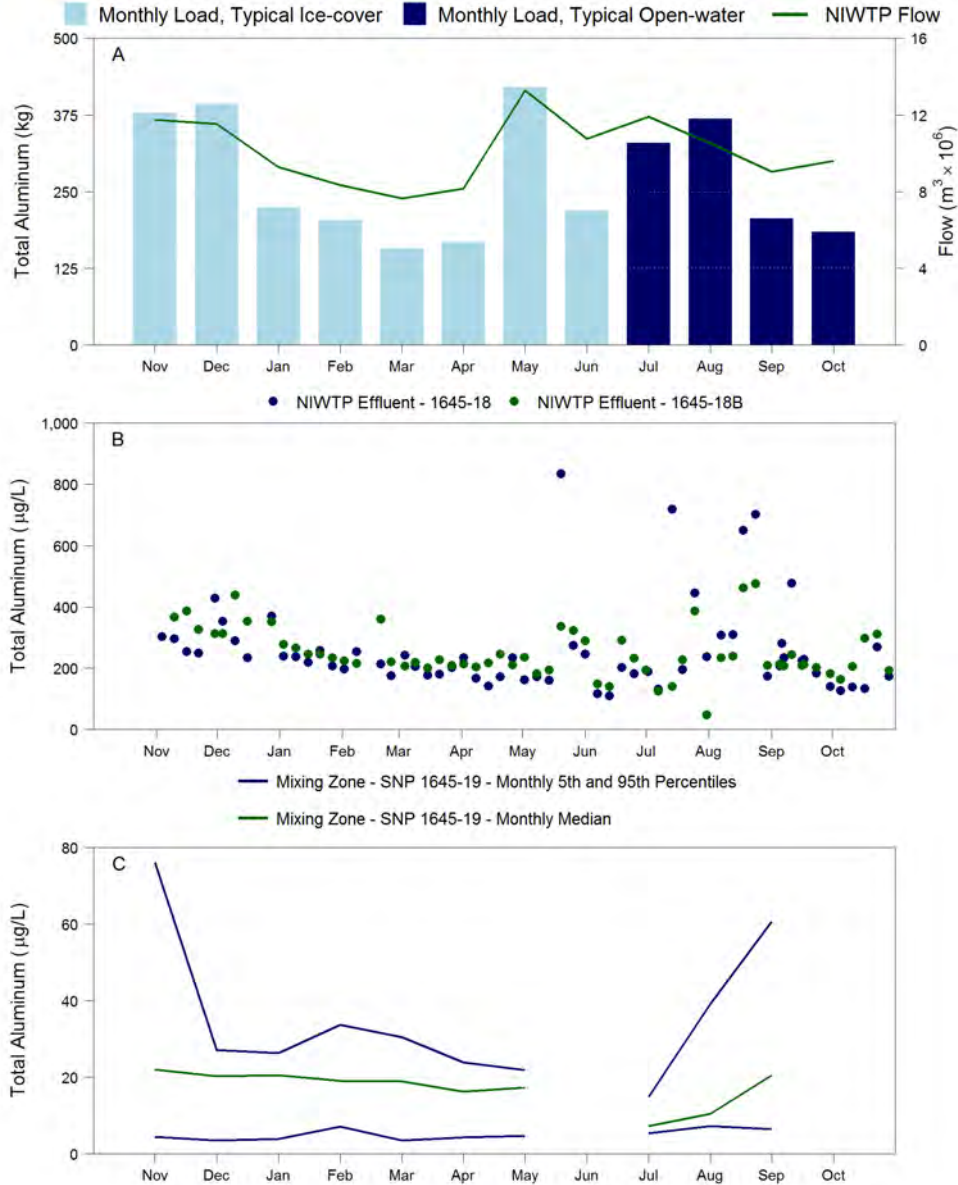 Monthly Load, Typical Ice-cover Monthly Load, Typical Open-water NIWTP Flow
A
500
375
250
125
0
Total Aluminum (kg)
16
12
8
4
0
Flow (m³ × 10⁶)
Nov Dec Jan Feb Mar Apr May Jun Jul Aug Sep Oct
NIWTP Effluent - 1645-18 NIWTP Effluent - 1645-18B
B
1,000
800
600
400
200
0
Total Aluminum (µg/L)
Nov Dec Jan Feb Mar Apr May Jun Jul Aug Sep Oct
Mixing Zone - SNP 1645-19 - Monthly 5th and 95th Percentiles
Mixing Zone - SNP 1645-19 - Monthly Median
C
80
60
40
20
0
Total Aluminum (µg/L)
Nov Dec Jan Feb Mar Apr May Jun Jul Aug Sep Oct